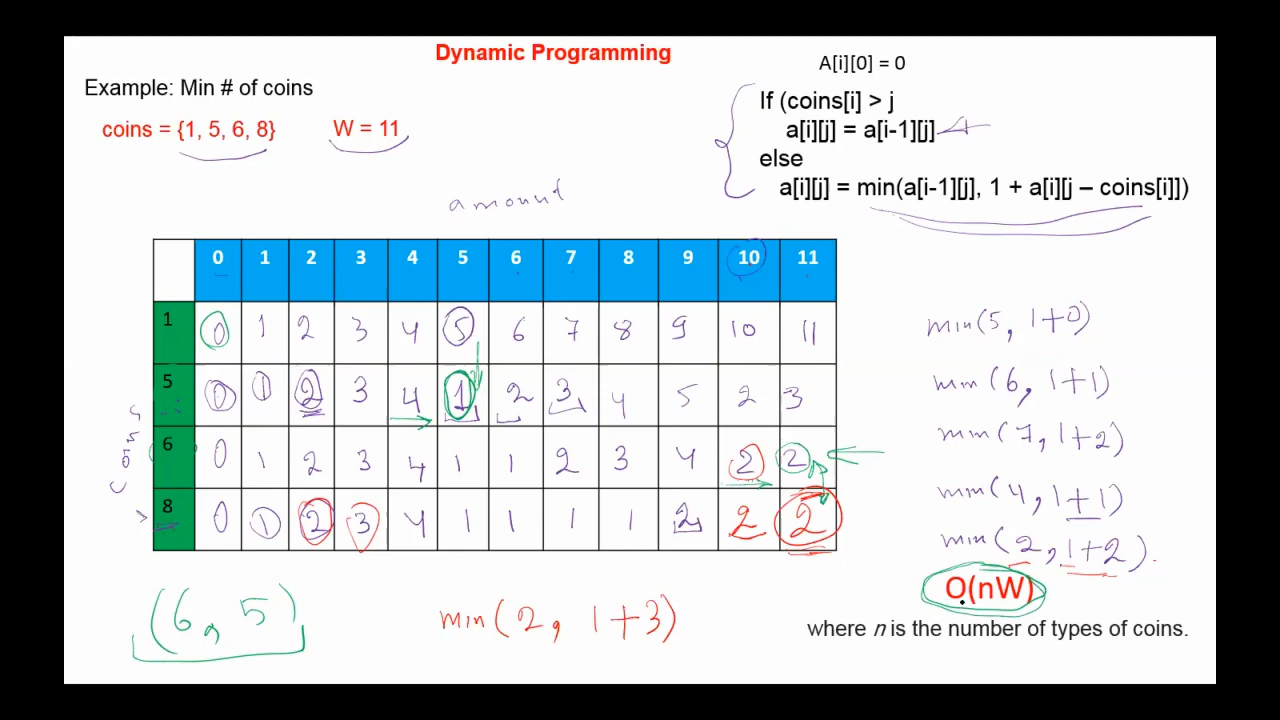 Dynamic Programming
Example: Min # of coins
coins = {1, 5, 6, 8} W = 11
A[i][0] = 0
If (coins[i] > j
a[i][j] = a[i-1][j]
else
a[i][j] = min(a[i-1][j], 1 + a[i][j – coins[i]])
amount
coins
0 1 2 3 4 5 6 7 8 9 10 11
1 0 1 2 3 4 5 6 7 8 9 10 11
5 0 1 2 3 4 1 2 3 4 5 2 3
6 0 1 2 3 4 1 1 2 3 4 2 2
8 0 1 2 3 4 1 1 1 1 2 2 2
min(5, 1+0)
min(6, 1+1)
min(7, 1+2)
min(4, 1+1)
min(2, 1+2).
(6, 5)
min(2, 1+3)
O(nW)
where n is the number of types of coins.